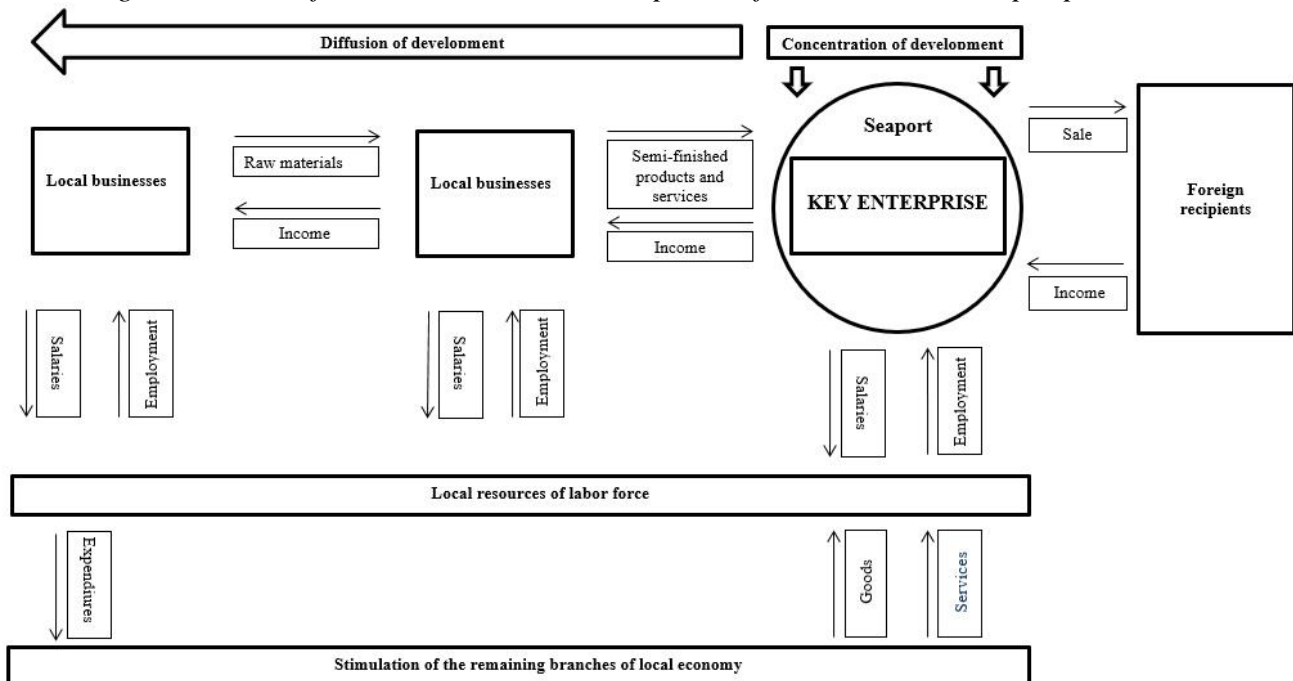 Diffusion of development
Concentration of development
Seaport
Sale
Raw materials
Semi-finished
products and
services
Local businesses
Local businesses
KEY ENTERPRISE
Foreign
recipients
Income
Income
Income
Salaries
Employment
Salaries
Employment
Salaries
Employment
Local resources of labor force
Expendiures
Goods
Services
Stimulation of the remaining branches of local economy